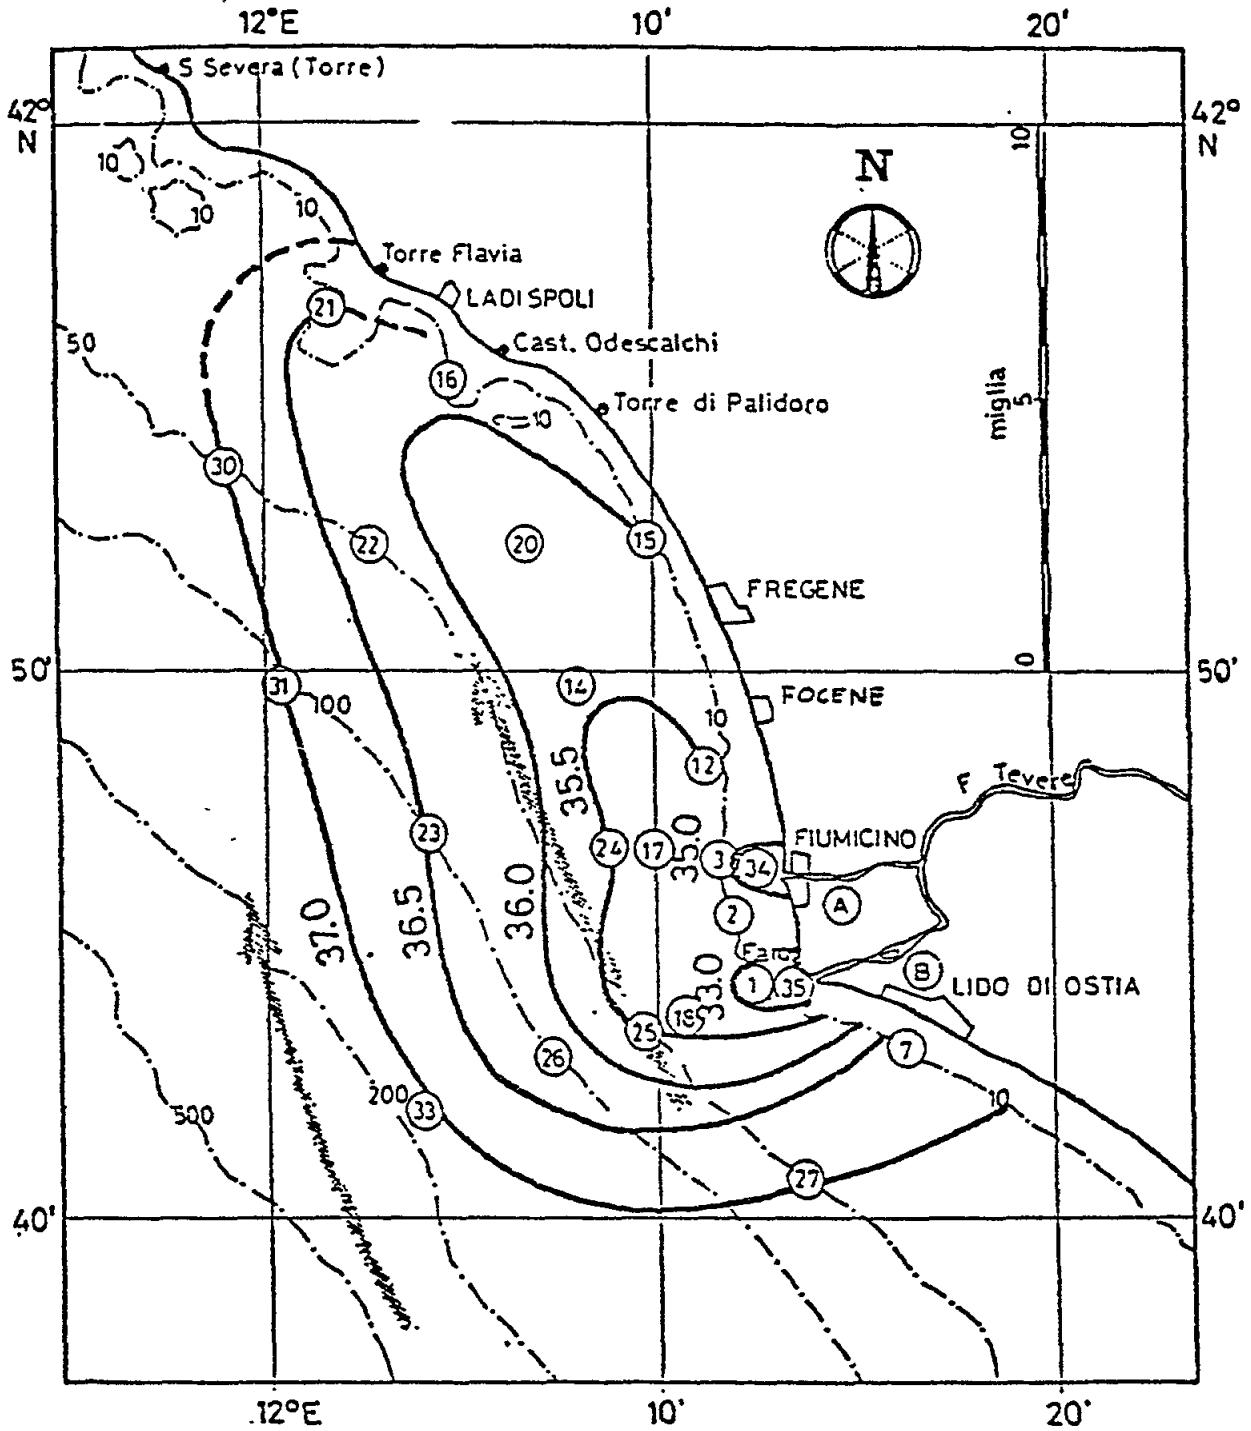 12°E 10' 20'
S Severa (Torre)
42° N
42° N
10
10
10
10
N
Torre Flavia
LADISPOLI
21
50
Cast. Odescalchi
16
miglia
5
Torre di Palidoro
10
30
22
20
15
FREGENE
50'
0
50'
31
14
FOCENE
100
10
12
35.5
F. Tevere
23
24
17
35.0
3
34
FIUMICINO
37.0
36.5
36.0
2
A
Faro
B
33.0
1
35
LIDO DI OSTIA
18
25
26
7
200
33
10
500
27
40'
40'
12°E 10' 20'